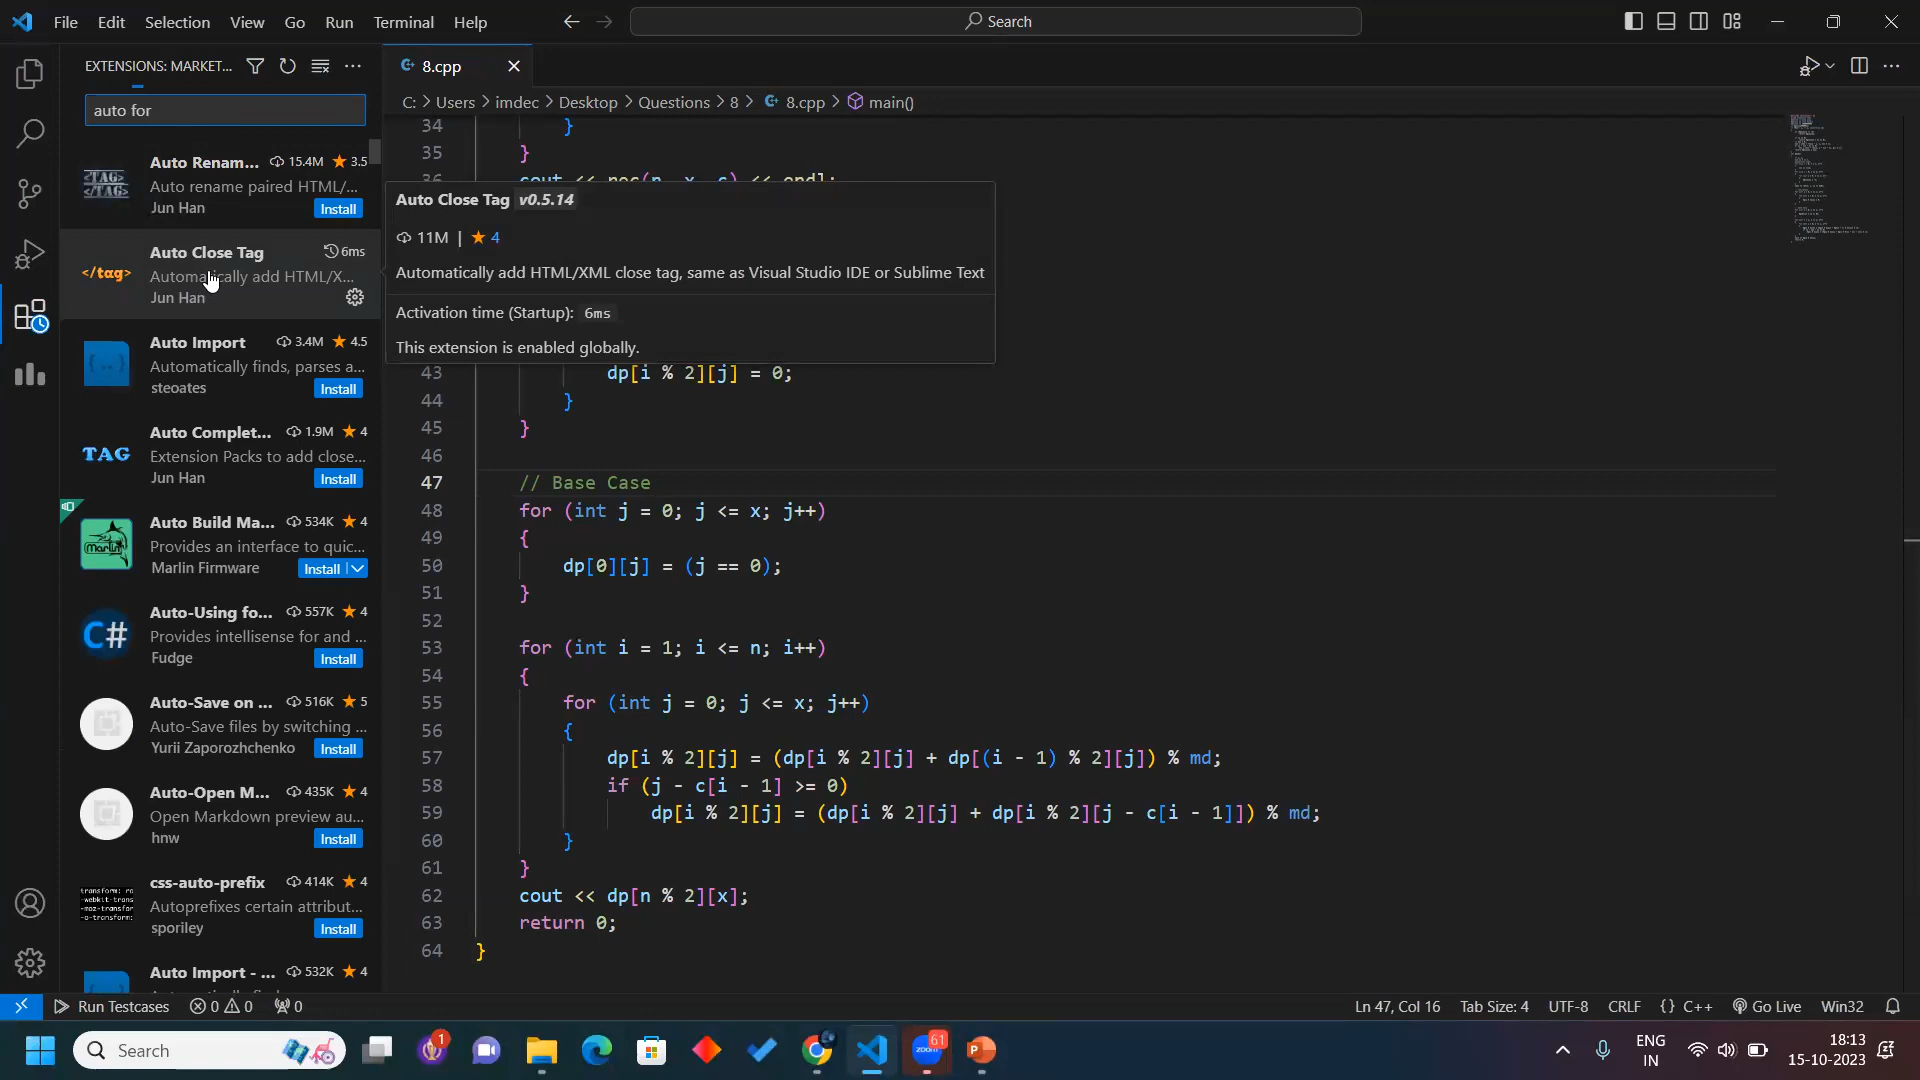 File Edit Selection View Go Run Terminal Help
Search
EXTENSIONS: MARKET...
auto for
Auto Renam... 15.4M 3.5
Auto rename paired HTML/...
Jun Han Install
Auto Close Tag 6ms
Automatically add HTML/X...
Jun Han
Auto Import 3.4M 4.5
Automatically finds, parses a...
steoates Install
Auto Complet... 1.9M 4
Extension Packs to add close...
Jun Han Install
Auto Build Ma... 534K 4
Provides an interface to quic...
Marlin Firmware Install
Auto-Using fo... 557K 4
Provides intellisense for and ...
Fudge Install
Auto-Save on ... 516K 5
Auto-Save files by switching ...
Yurii Zaporozhchenko Install
Auto-Open M... 435K 4
Open Markdown preview au...
hnw Install
css-auto-prefix 414K 4
Autoprefixes certain attribut...
sporiley Install
Auto Import - ... 532K 4
<TAG>
</TAG>
</tag>
{..}
TAG
Marlin
C#
8.cpp
C: > Users > imdec > Desktop > Questions > 8 > 8.cpp > main()
34 }
35 }
Auto Close Tag v0.5.14
11M | 4
Automatically add HTML/XML close tag, same as Visual Studio IDE or Sublime Text
Activation time (Startup): 6ms
This extension is enabled globally.
43 dp[i % 2][j] = 0;
44 }
45 }
46
47 // Base Case
48 for (int j = 0; j <= x; j++)
49 {
50 dp[0][j] = (j == 0);
51 }
52
53 for (int i = 1; i <= n; i++)
54 {
55 for (int j = 0; j <= x; j++)
56 {
57 dp[i % 2][j] = (dp[i % 2][j] + dp[(i - 1) % 2][j]) % md;
58 if (j - c[i - 1] >= 0)
59 dp[i % 2][j] = (dp[i % 2][j] + dp[i % 2][j - c[i - 1]]) % md;
60 }
61 }
62 cout << dp[n % 2][x];
63 return 0;
64 }
Run Testcases 0 0 0
Ln 47, Col 16 Tab Size: 4 UTF-8 CRLF {} C++ Go Live Win32
Search
1
zoom
61
ENG
IN
18:13
15-10-2023